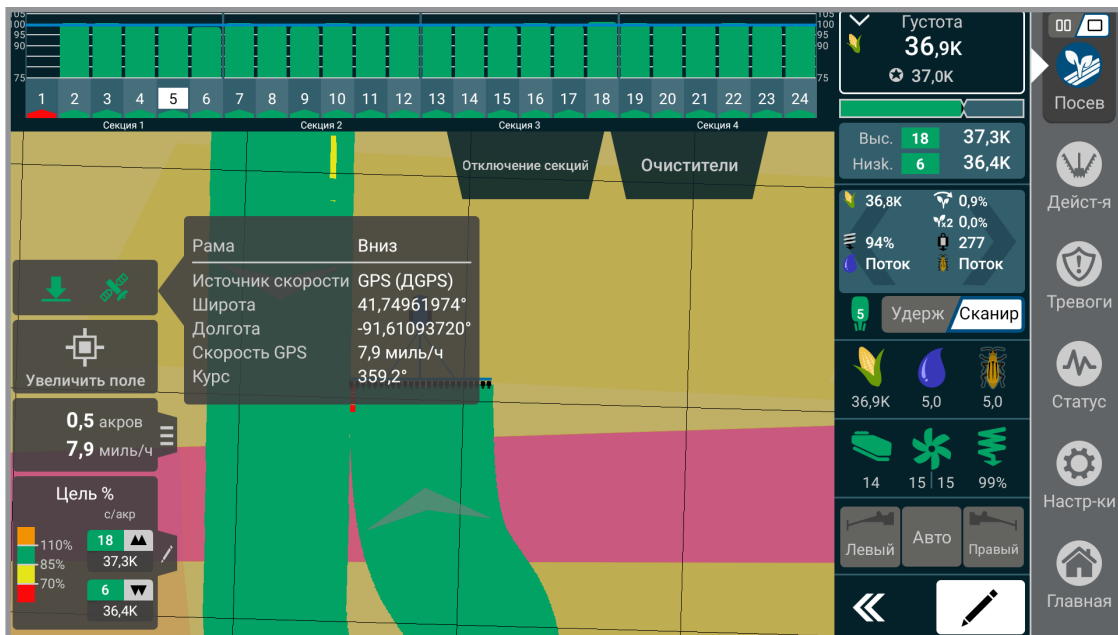 105
100
95
90
75
105
100
95
90
75
1 2 3 4 5 6 7 8 9 10 11 12 13 14 15 16 17 18 19 20 21 22 23 24
Секция 1 Секция 2 Секция 3 Секция 4
Отключение секций
Очистители
Рама Вниз
Источник скорости GPS (ДГPS)
Широта 41,74961974°
Долгота -91,61093720°
Скорость GPS 7,9 миль/ч
Курс 359,2°
Увеличить поле
0,5 акров
7,9 миль/ч
Цель %
с/акр
110%
85%
70%
18
37,3K
6
36,4K
Густота
36,9K
37,0K
Выс. 18 37,3K
Низk. 6 36,4K
36,8K 0,9%
x2 0,0%
94% 277
Поток Поток
5 Удерж Сканир
36,9K 5,0 5,0
14 15 15 99%
Левый Авто Правый
Посев
Дейст-я
Тревоги
Статус
Настр-ки
Главная